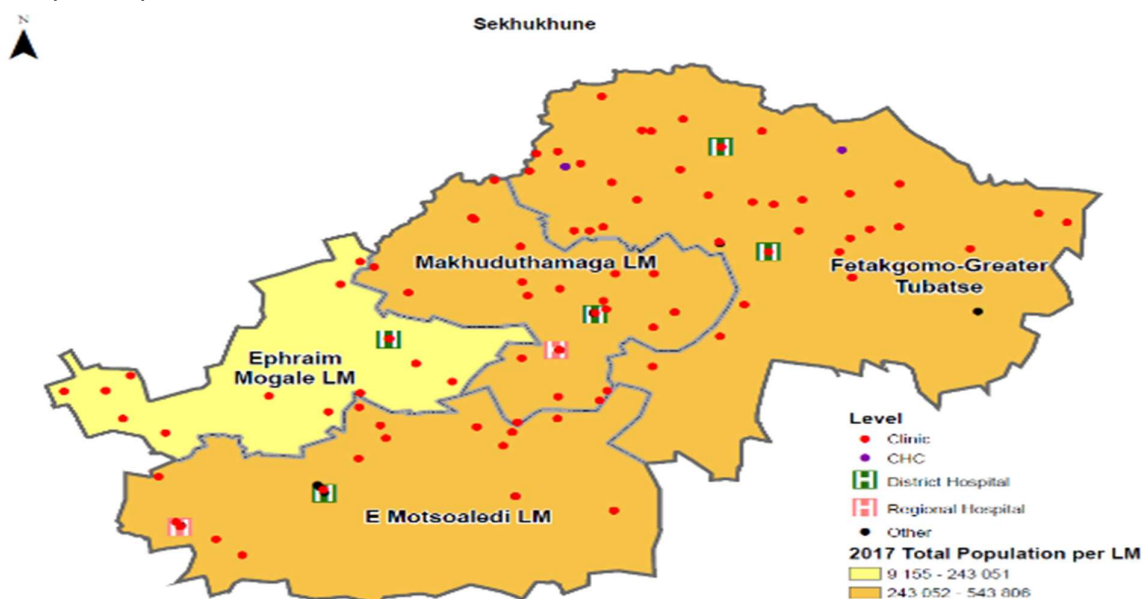 N
Sekhukhune
Makhuduthamaga LM
Fetakgomo-Greater
Tubatse
Ephraim
Mogale LM
E Motsoaledi LM
Level
Clinic
CHC
H District Hospital
H Regional Hospital
Other
2017 Total Population per LM
9 155 - 243 051
243 052 - 543 806